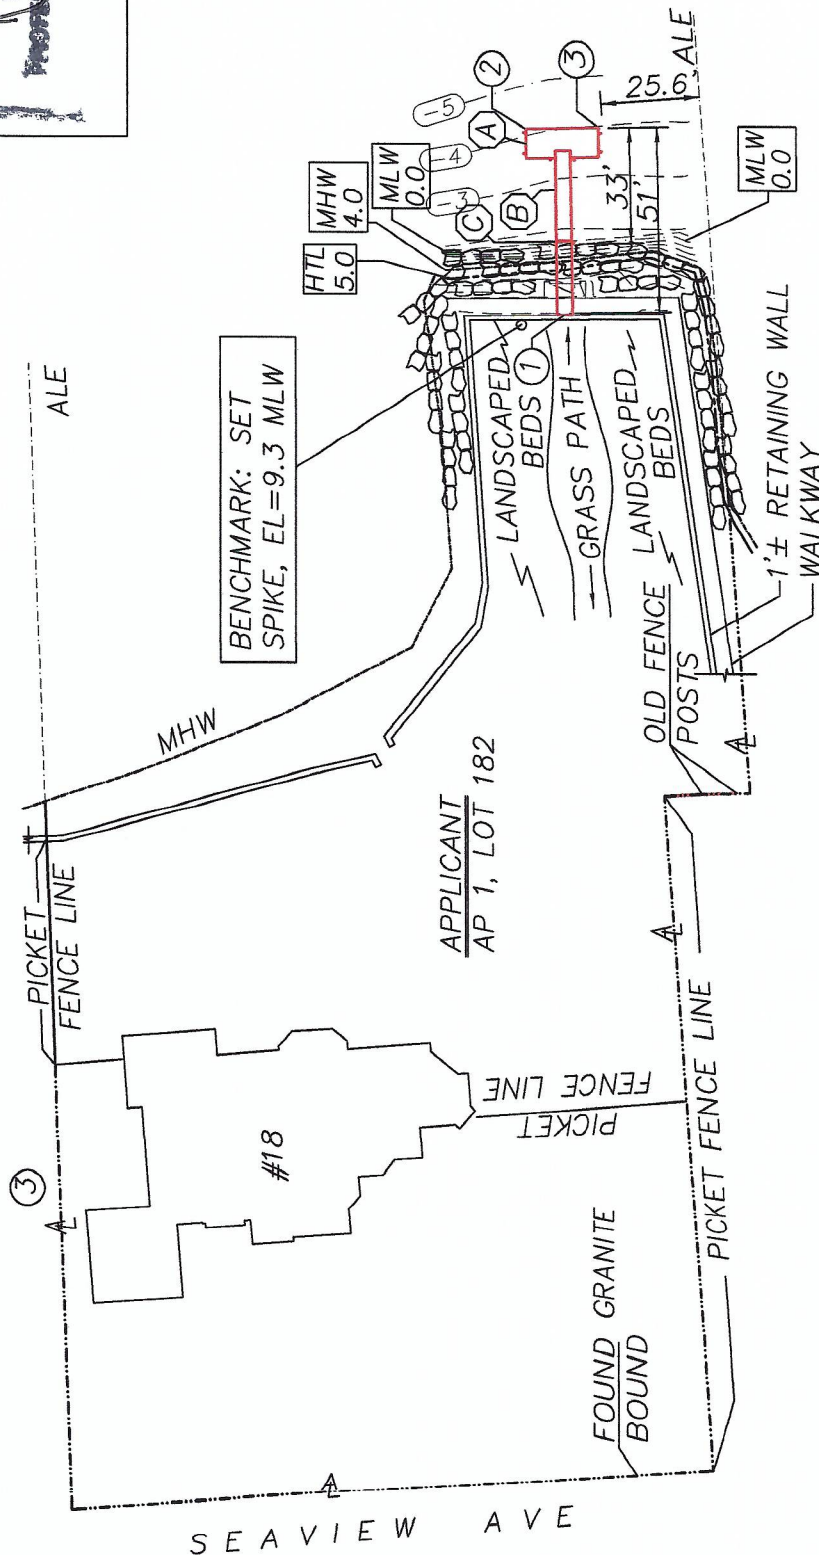 PROFE
ALE
BENCHMARK: SET
SPIKE, EL=9.3 MLW
HTL
5.0
MHW
4.0
MLW
0.0
-3
-4
-5
A
B
C
2
3
25.6'
ALE
33'
51'
MLW
0.0
LANDSCAPED
BEDS
1
GRASS PATH
LANDSCAPED
BEDS
1'± RETAINING WALL
WALKWAY
OLD FENCE
POSTS
MHW
APPLICANT
AP 1, LOT 182
PICKET
FENCE LINE
3
#18
PICKET
FENCE LINE
PICKET FENCE LINE
FOUND GRANITE
BOUND
SEAVIEW AVE